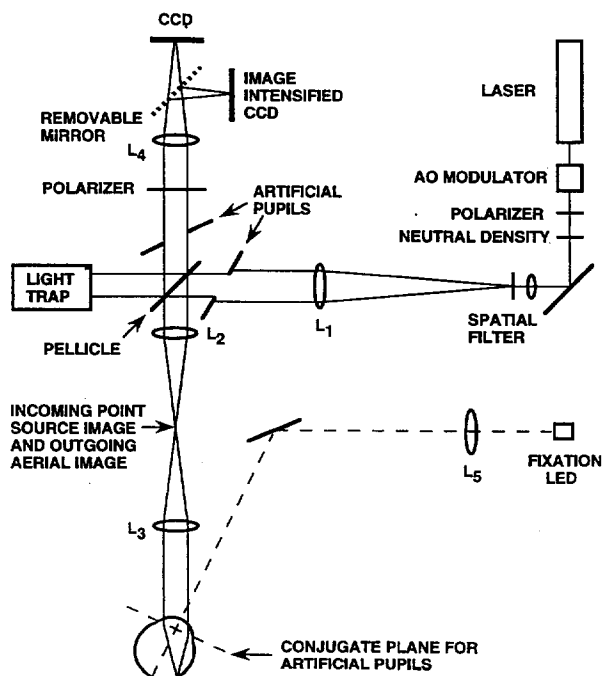 CCD
IMAGE
INTENSIFIED
CCD
REMOVABLE
MIRROR
L4
POLARIZER
ARTIFICIAL
PUPILS
LASER
AO MODULATOR
POLARIZER
NEUTRAL DENSITY
LIGHT
TRAP
PELLICLE
L2
L1
SPATIAL
FILTER
INCOMING POINT
SOURCE IMAGE
AND OUTGOING
AERIAL IMAGE
L5
FIXATION
LED
L3
CONJUGATE PLANE FOR
ARTIFICIAL PUPILS